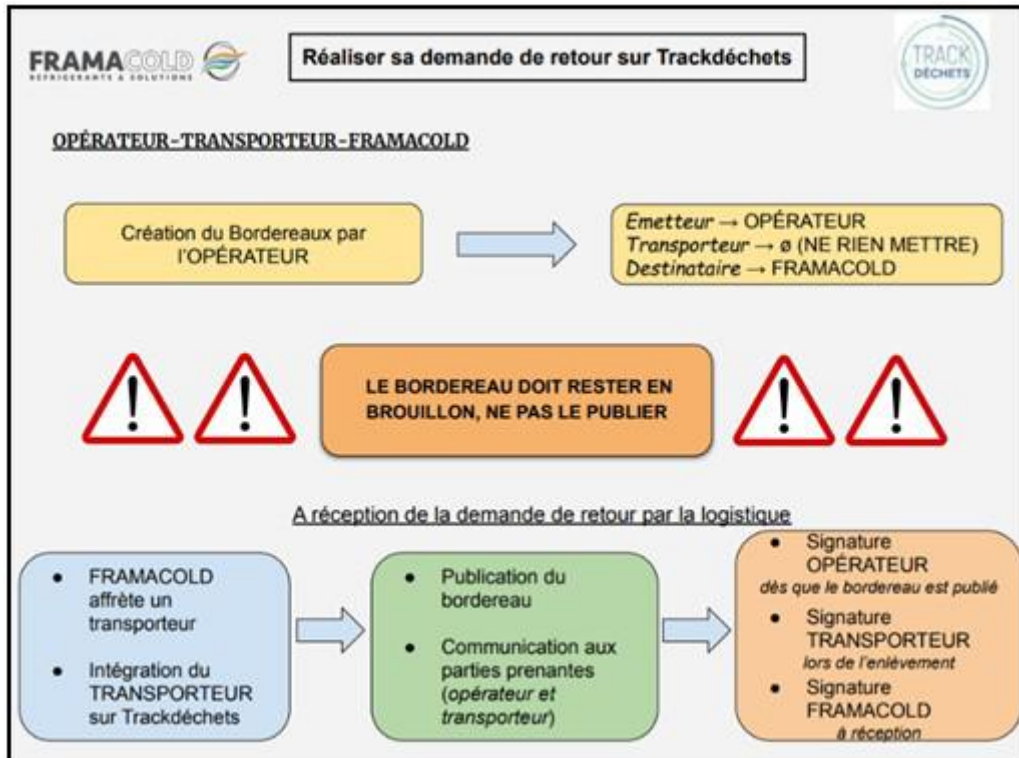 FRAMACOLD
REFRIGERANTS & SOLUTIONS
Réaliser sa demande de retour sur Trackdéchets
TRACK
DÉCHETS
OPÉRATEUR-TRANSPORTEUR-FRAMACOLD
Création du Bordereaux par
l'OPÉRATEUR
Emetteur → OPÉRATEUR
Transporteur → ø (NE RIEN METTRE)
Destinataire → FRAMACOLD
LE BORDEREAU DOIT RESTER EN
BROUILLON, NE PAS LE PUBLIER
A réception de la demande de retour par la logistique
● FRAMACOLD
affrète un
transporteur
● Intégration du
TRANSPORTEUR
sur Trackdéchets
● Publication du
bordereau
● Communication aux
parties prenantes
(opérateur et
transporteur)
● Signature
OPÉRATEUR
dès que le bordereau est publié
● Signature
TRANSPORTEUR
lors de l'enlèvement
● Signature
FRAMACOLD
à réception